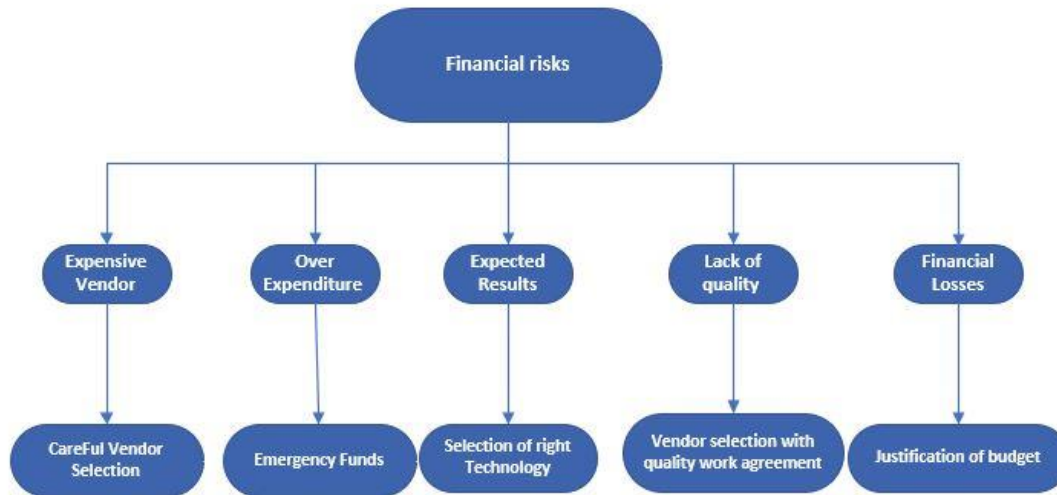 Financial risks
Expensive
Vendor
Over
Expenditure
Expected
Results
Lack of
quality
Financial
Losses
CareFul Vendor
Selection
Emergency Funds
Selection of right
Technology
Vendor selection with
quality work agreement
Justification of budget